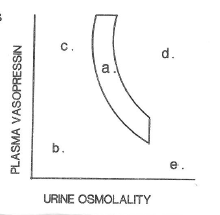 s
c.
d.
a.
b.
e.
PLASMA VASOPRESSIN
URINE OSMOLALITY